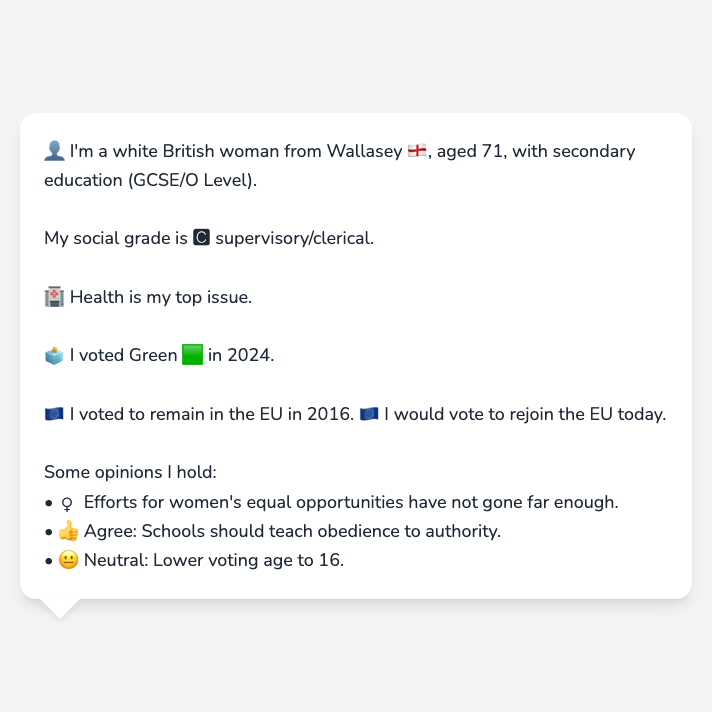 👤 I'm a white British woman from Wallasey 🏴󠁧󠁢󠁥󠁮󠁧󠁿, aged 71, with secondary
education (GCSE/O Level).
My social grade is 🅲 supervisory/clerical.
🏥 Health is my top issue.
🗳️ I voted Green 🟩 in 2024.
🇪🇺 I voted to remain in the EU in 2016. 🇪🇺 I would vote to rejoin the EU today.
Some opinions I hold:
• ♀ Efforts for women's equal opportunities have not gone far enough.
• 👍 Agree: Schools should teach obedience to authority.
• 😐 Neutral: Lower voting age to 16.